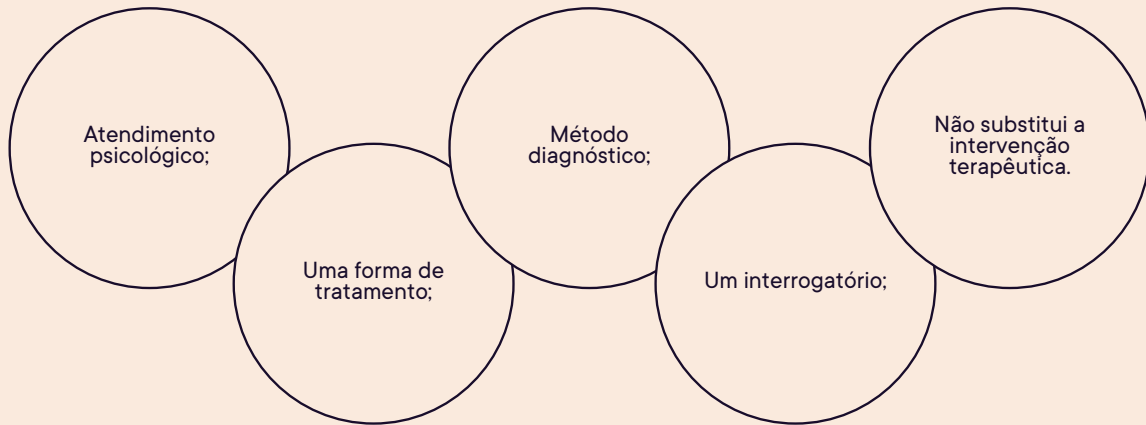 Atendimento
psicológico;
Uma forma de
tratamento;
Método
diagnóstico;
Um interrogatório;
Não substitui a
intervenção
terapêutica.